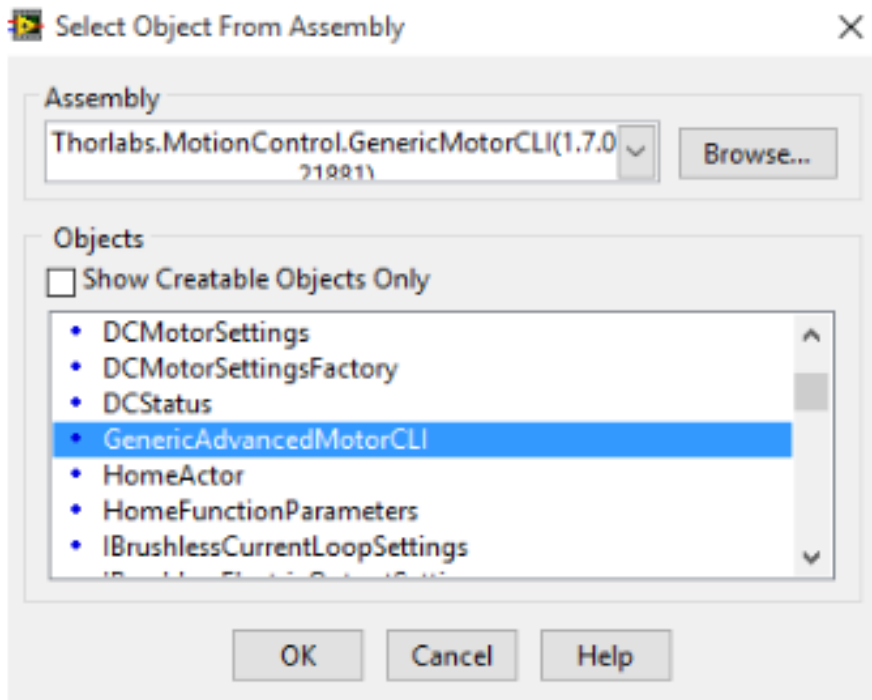 Select Object From Assembly
Assembly
Thorlabs.MotionControl.GenericMotorCLI(1.7.0
21881)
Browse...
Objects
Show Creatable Objects Only
DCMotorSettings
DCMotorSettingsFactory
DCStatus
GenericAdvancedMotorCLI
HomeActor
HomeFunctionParameters
IBrushlessCurrentLoopSettings
OK
Cancel
Help